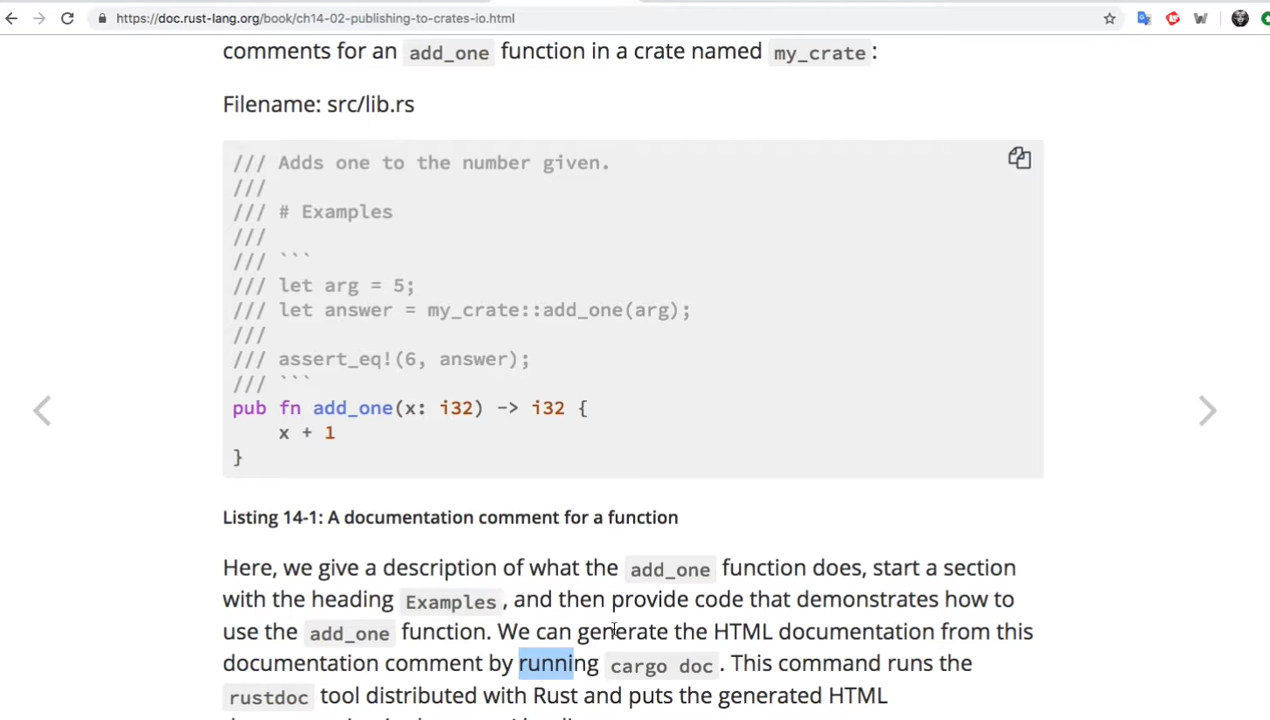 https://doc.rust-lang.org/book/ch14-02-publishing-to-crates-io.html
comments for an add_one function in a crate named my_crate:
Filename: src/lib.rs
/// Adds one to the number given.
///
/// # Examples
///
/// ```
/// let arg = 5;
/// let answer = my_crate::add_one(arg);
///
/// assert_eq!(6, answer);
/// ```
pub fn add_one(x: i32) -> i32 {
    x + 1
}
Listing 14-1: A documentation comment for a function
Here, we give a description of what the add_one function does, start a section
with the heading Examples, and then provide code that demonstrates how to
use the add_one function. We can generate the HTML documentation from this
documentation comment by running cargo doc. This command runs the
rustdoc tool distributed with Rust and puts the generated HTML